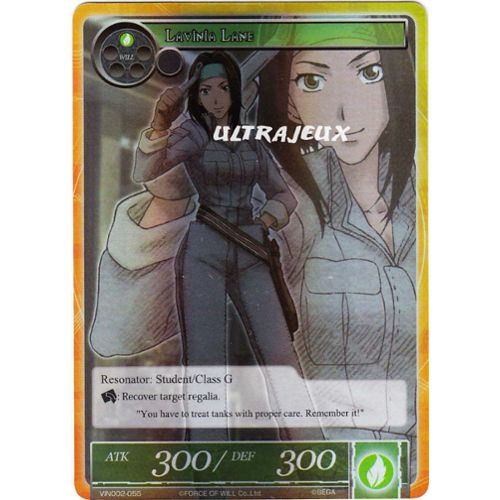 Lavinia Lane
WILL
ULTRAJEUX
Resonator: Student/Class G
: Recover target regalia.
"You have to treat tanks with proper care. Remember it!"
ATK 300 / DEF 300
VIN002-055 ©FORCE OF WILL Co.,Ltd. ©SEGA